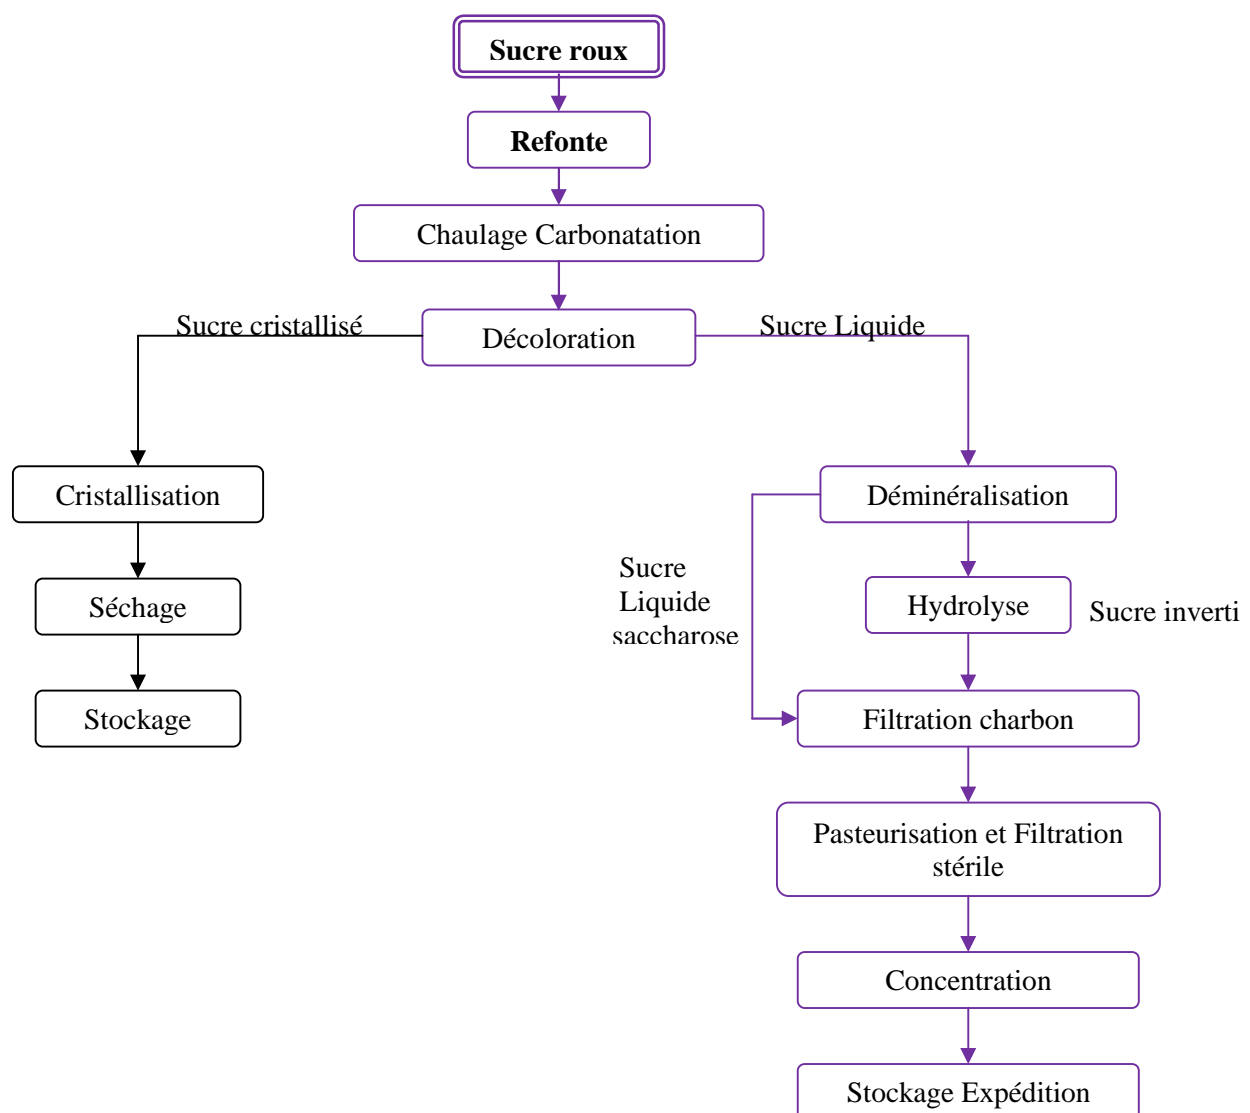 Sucre roux
Refonte
Chaulage Carbonatation
Sucre cristallisé
Décoloration
Sucre Liquide
Cristallisation
Déminéralisation
Sucre
Liquide
saccharose
Séchage
Hydrolyse
Sucre inverti
Stockage
Filtration charbon
Pasteurisation et Filtration
stérile
Concentration
Stockage Expédition